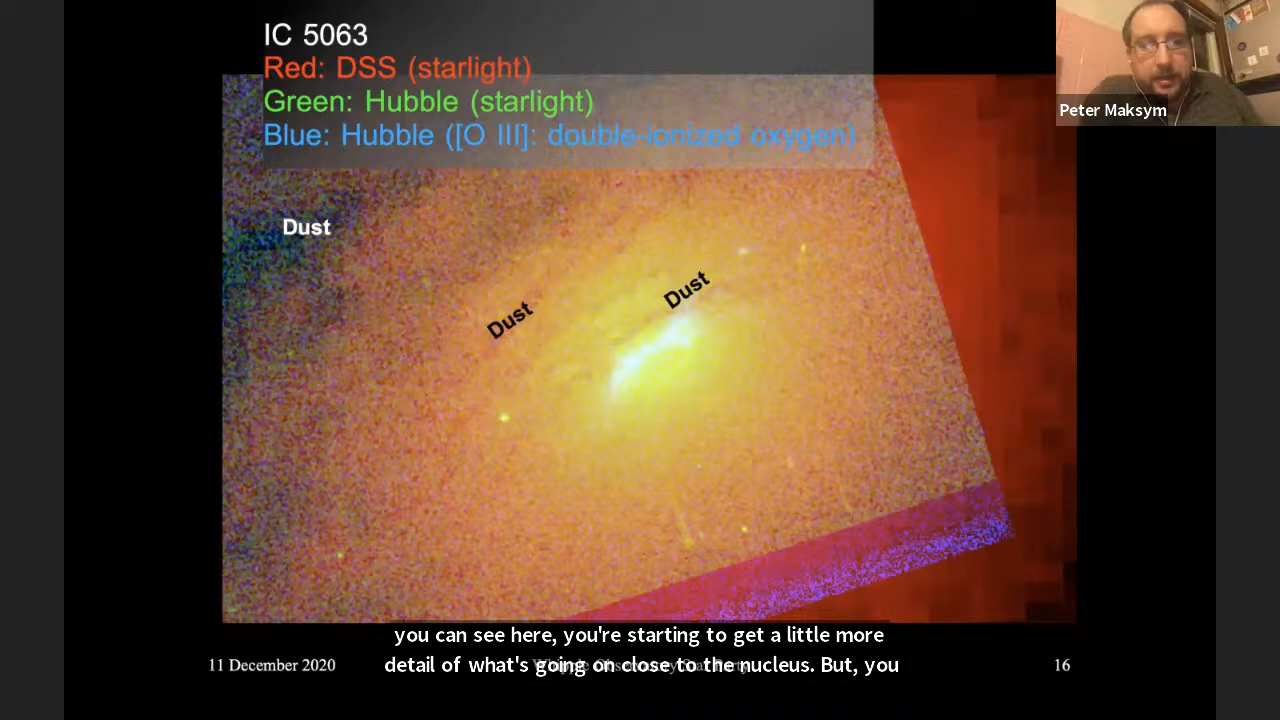 IC 5063
Red: DSS (starlight)
Green: Hubble (starlight)
Blue: Hubble ([O III]: double-ionized oxygen)
Peter Maksym
Dust
Dust
Dust
you can see here, you're starting to get a little more
detail of what's going on close to the nucleus. But, you
11 December 2020
16